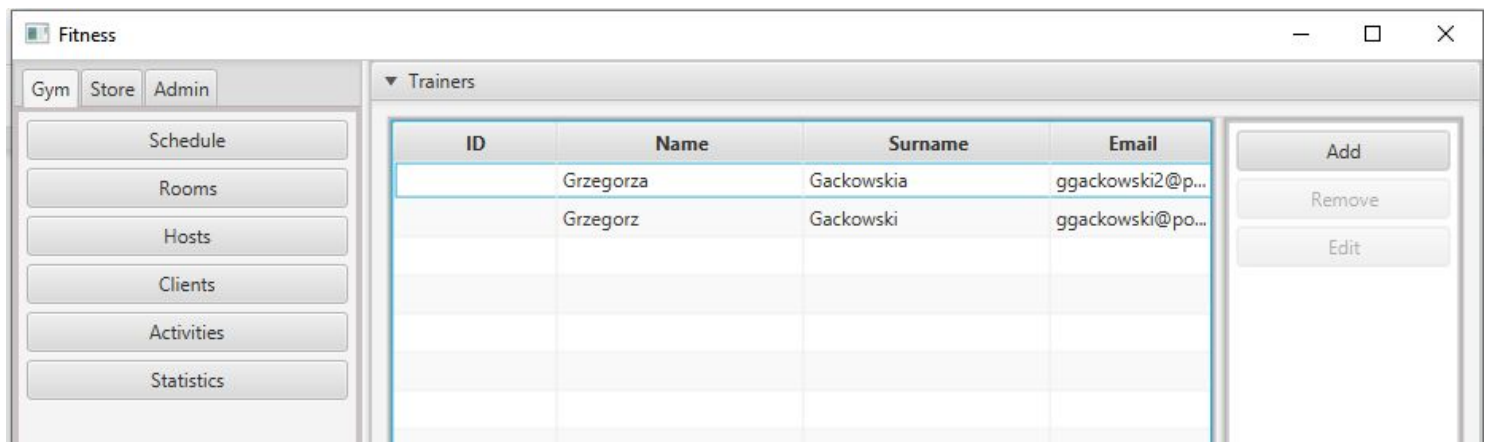 Fitness
Gym Store Admin
Schedule
Rooms
Hosts
Clients
Activities
Statistics
Trainers
ID Name Surname Email
Grzegorza Gackowskia ggackowski2@p...
Grzegorz Gackowski ggackowski@po...
Add
Remove
Edit